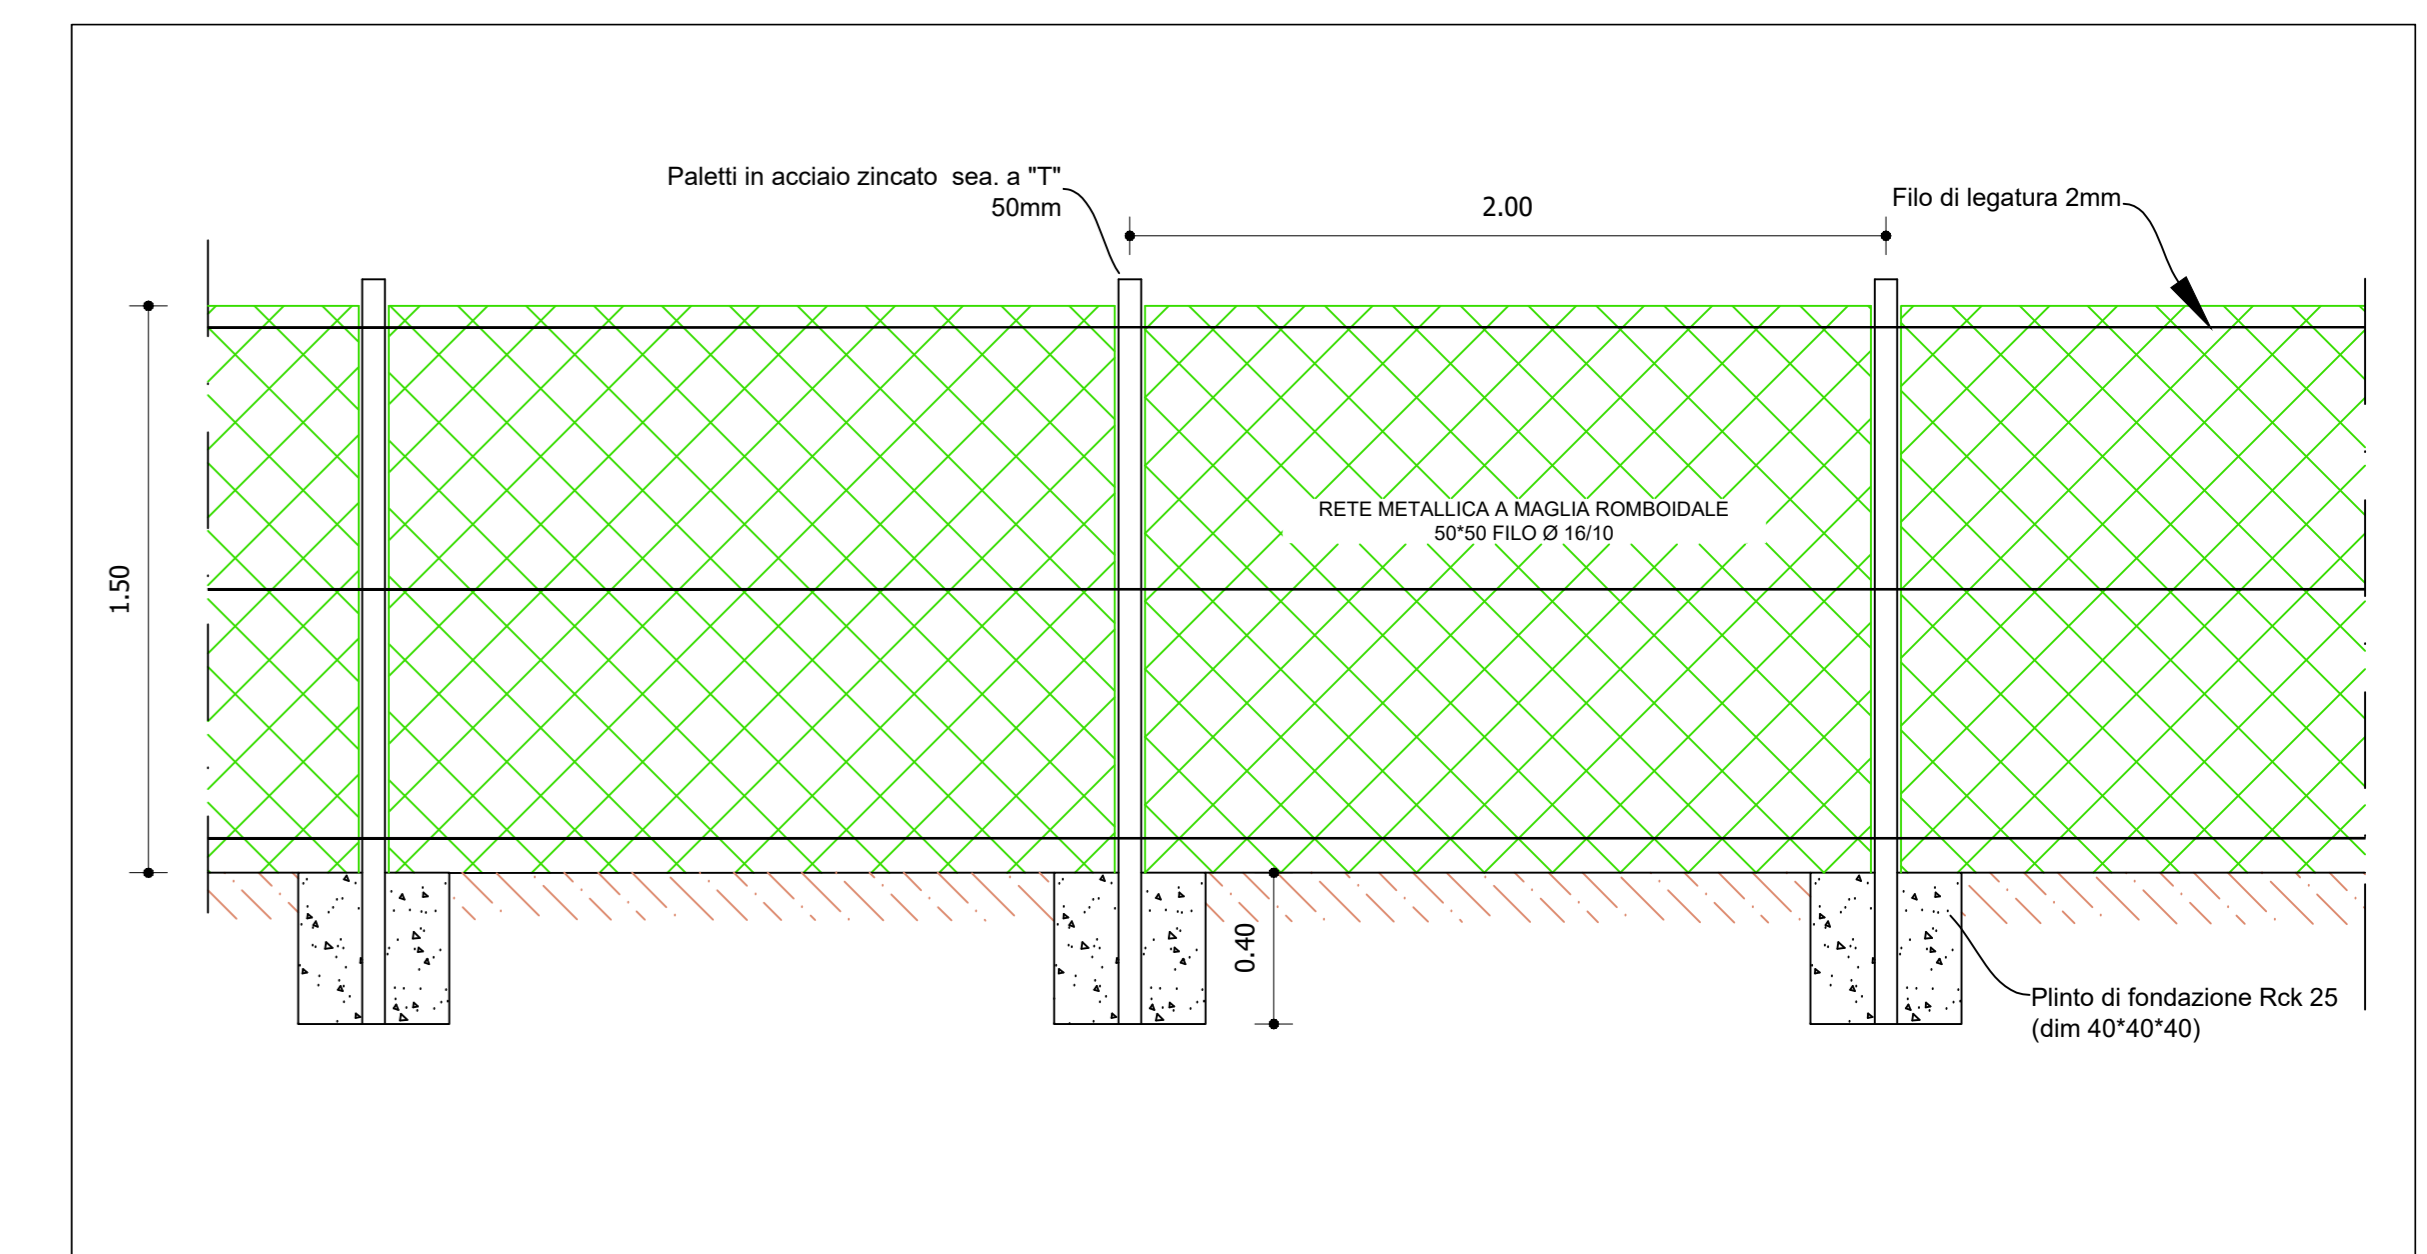 Paletti in acciaio zincato  sea. a "T"
50mm
2.00
Filo di legatura 2mm
RETE METALLICA A MAGLIA ROMBOIDALE
50*50 FILO Ø 16/10
1.50
0.40
Plinto di fondazione Rck 25
(dim 40*40*40)